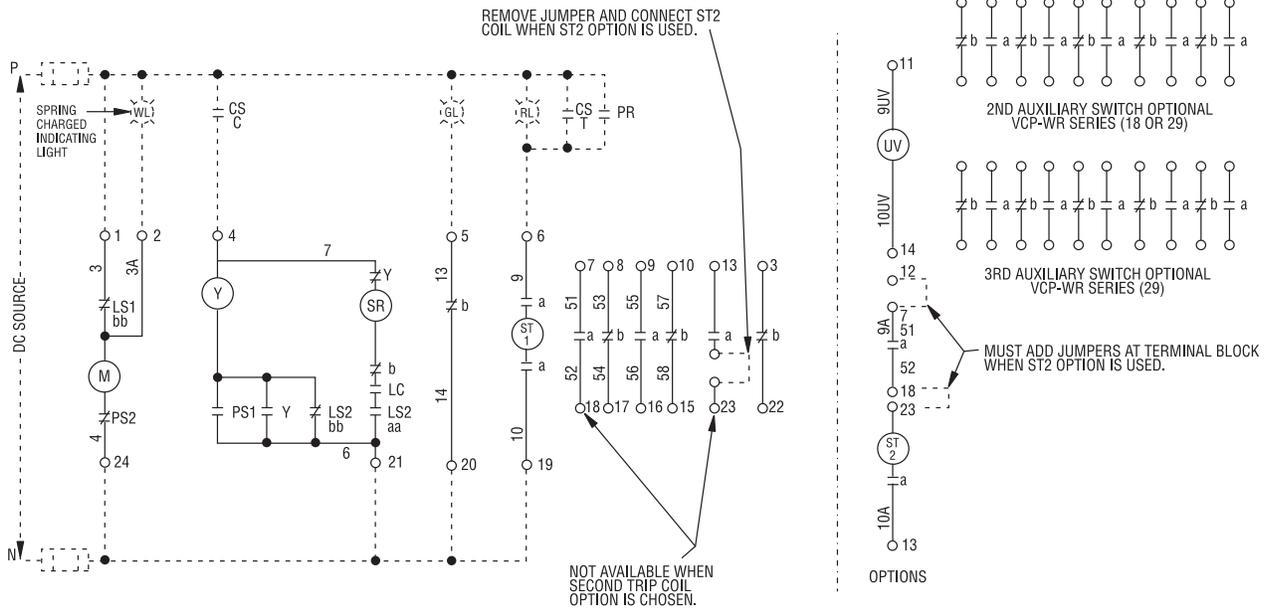 REMOVE JUMPER AND CONNECT ST2
COIL WHEN ST2 OPTION IS USED.
P
SPRING
CHARGED
INDICATING
LIGHT
WL
CS
C
GL
RL
CS
T
PR
DC SOURCE
1
2
4
5
6
3
3A
LS1
bb
M
PS2
4
24
7
Y
Y
SR
b
LC
LS2
aa
PS1
Y
LS2
bb
6
21
13
b
14
20
9
a
ST
1
a
10
19
7
8
9
10
13
3
51
53
55
57
a
b
a
b
a
b
52
54
56
58
18
17
16
15
23
22
N
NOT AVAILABLE WHEN
SECOND TRIP COIL
OPTION IS CHOSEN.
11
9UV
UV
10UV
14
12
7
9A
51
a
52
18
23
ST
2
a
10A
13
OPTIONS
b a b a b a b a b a
2ND AUXILIARY SWITCH OPTIONAL
VCP-WR SERIES (18 OR 29)
b a b a b a b a b a
3RD AUXILIARY SWITCH OPTIONAL
VCP-WR SERIES (29)
MUST ADD JUMPERS AT TERMINAL BLOCK
WHEN ST2 OPTION IS USED.